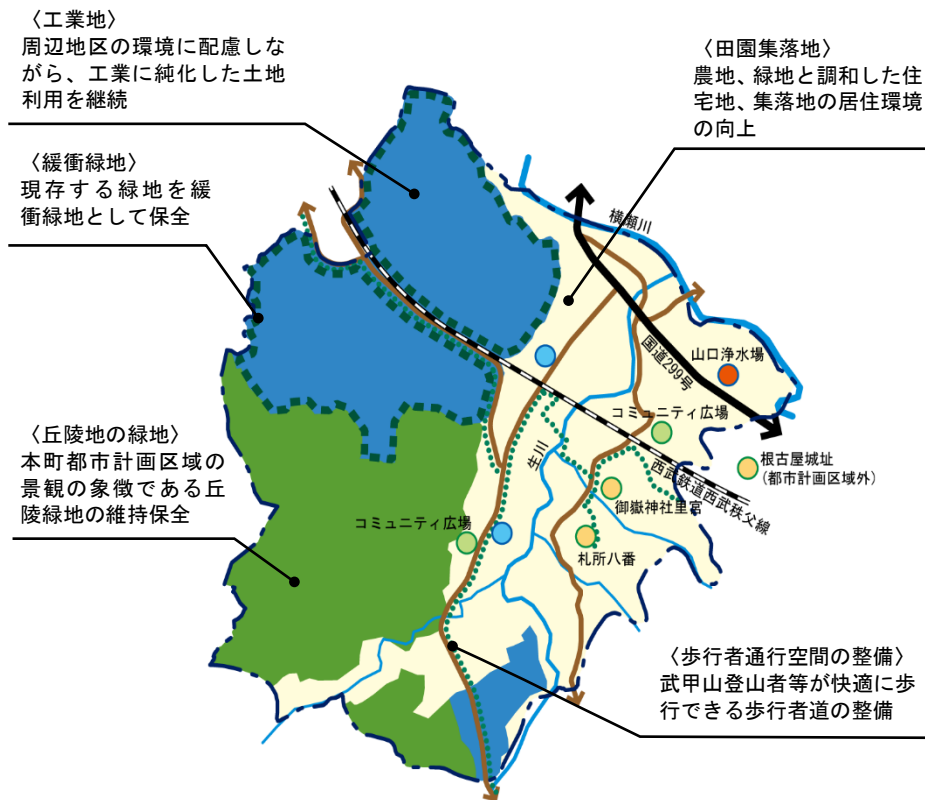 〈工業地〉
周辺地区の環境に配慮しな
がら、工業に純化した土地
利用を継続
〈田園集落地〉
農地、緑地と調和した住
宅地、集落地の居住環境
の向上
〈緩衝緑地〉
現存する緑地を緩
衝緑地として保全
横瀬川
国道299号
山口浄水場
コミュニティ広場
生川
西武鉄道西武秩父線
根古屋城址
(都市計画区域外)
御嶽神社里宮
札所八番
コミュニティ広場
〈丘陵地の緑地〉
本町都市計画区域の
景観の象徴である丘
陵緑地の維持保全
〈歩行者通行空間の整備〉
武甲山登山者等が快適に歩
行できる歩行者道の整備